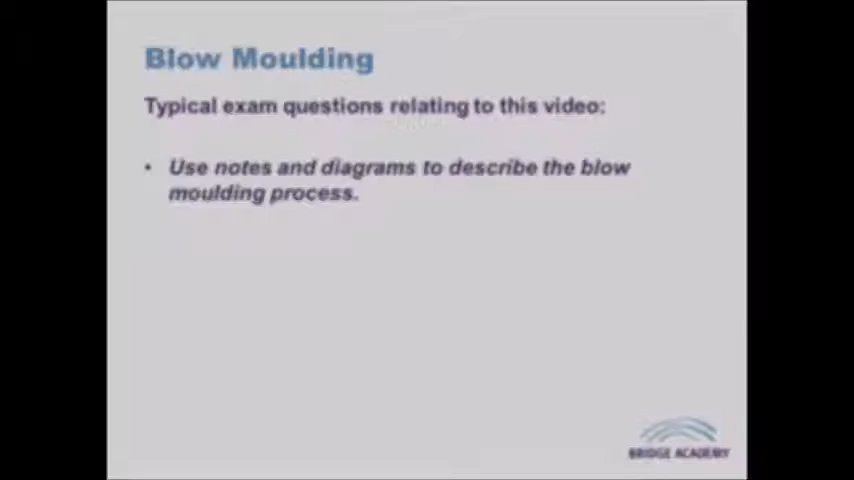 Blow Moulding
Typical exam questions relating to this video:
• Use notes and diagrams to describe the blow
moulding process.
BRIDGE ACADEMY